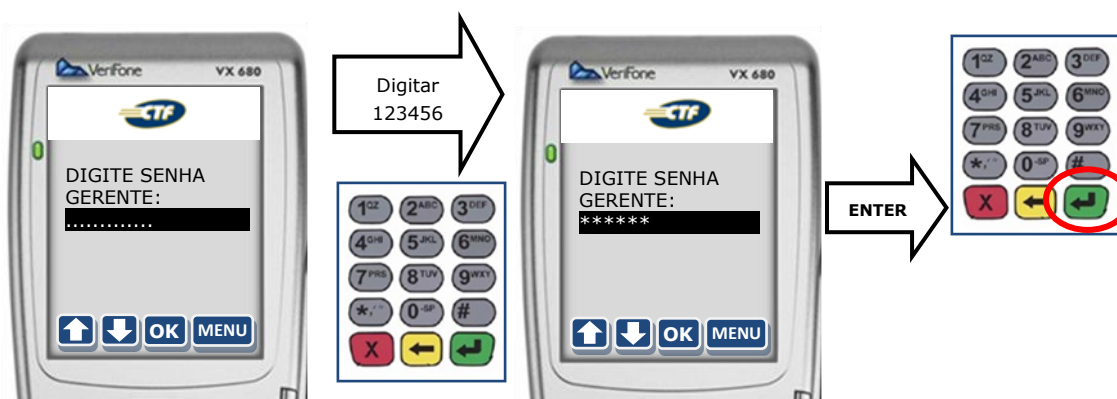 VeriFone VX 680
CTF
DIGITE SENHA
GERENTE:
.............
OK MENU
Digitar
123456
1QZ 2ABC 3DEF
4GHI 5JKL 6MNO
7PRS 8TUV 9WXY
*,'" 0-SP #
X
VeriFone VX 680
CTF
DIGITE SENHA
GERENTE:
******
OK MENU
ENTER
1QZ 2ABC 3DEF
4GHI 5JKL 6MNO
7PRS 8TUV 9WXY
*,'" 0-SP #
X